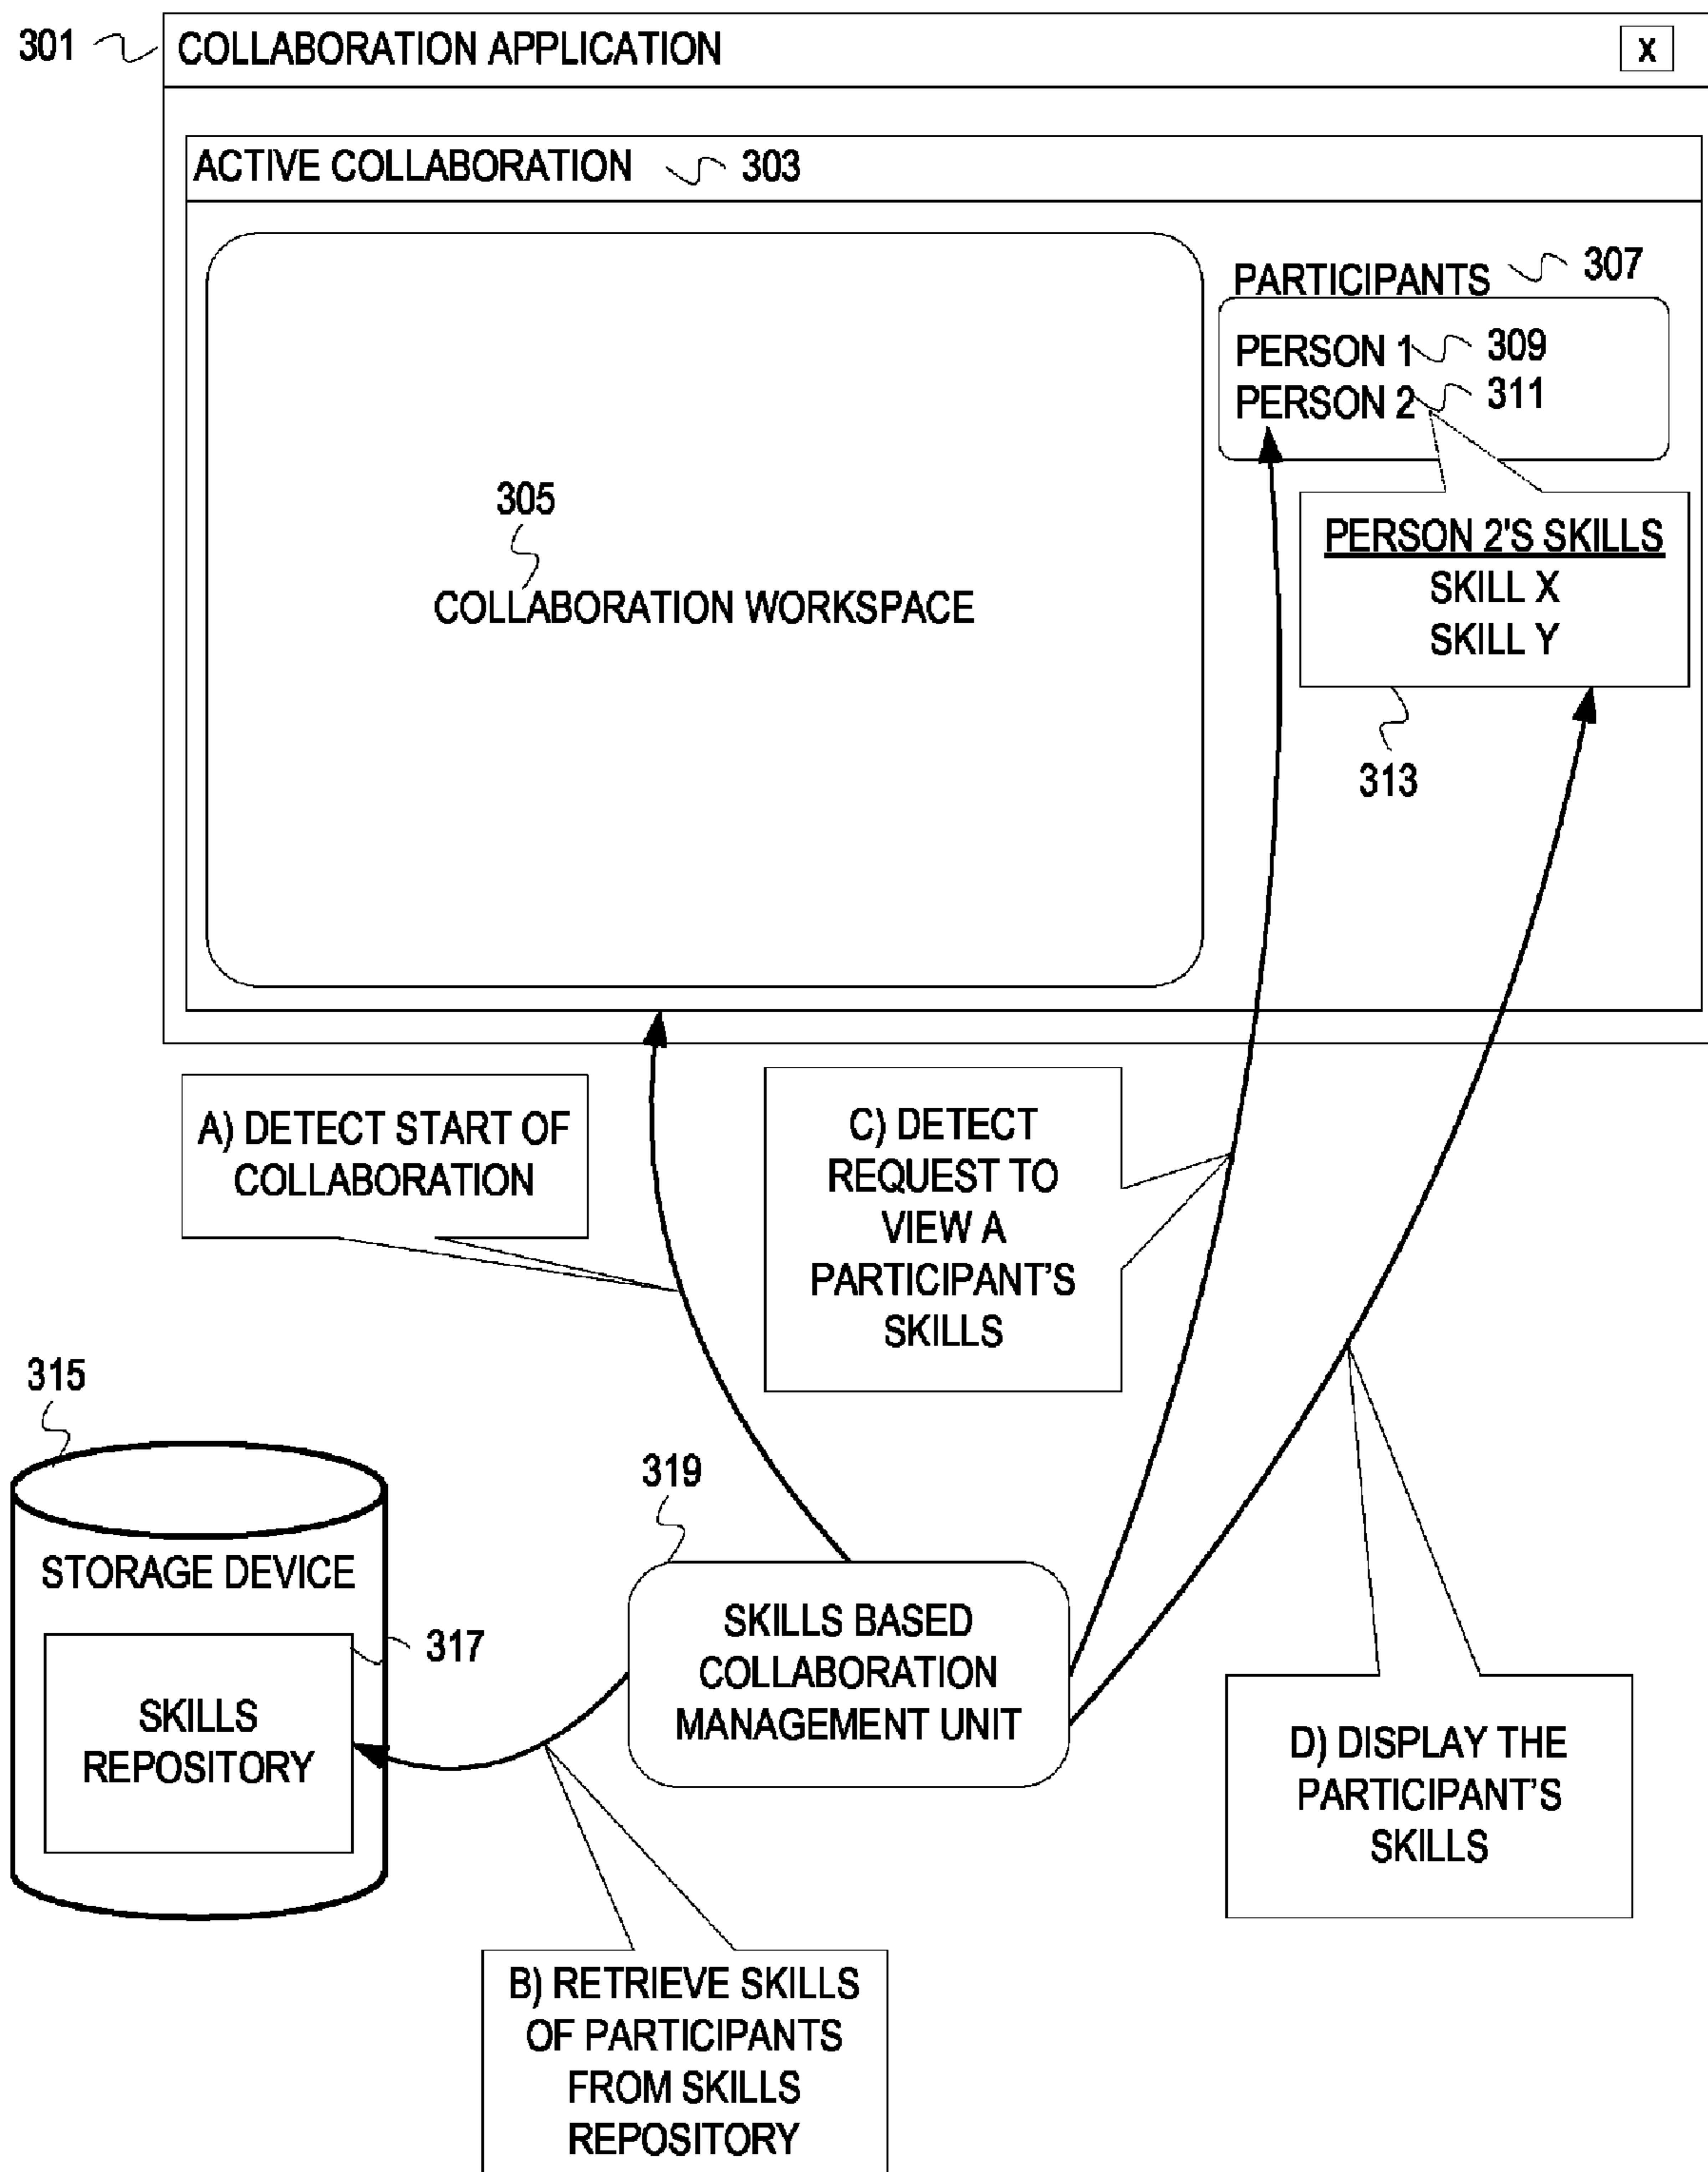 301
COLLABORATION APPLICATION
X
ACTIVE COLLABORATION
303
PARTICIPANTS
307
PERSON 1
309
PERSON 2
311
305
COLLABORATION WORKSPACE
PERSON 2'S SKILLS
SKILL X
SKILL Y
313
A) DETECT START OF
COLLABORATION
C) DETECT
REQUEST TO
VIEW A
PARTICIPANT'S
SKILLS
315
STORAGE DEVICE
317
SKILLS
REPOSITORY
319
SKILLS BASED
COLLABORATION
MANAGEMENT UNIT
D) DISPLAY THE
PARTICIPANT'S
SKILLS
B) RETRIEVE SKILLS
OF PARTICIPANTS
FROM SKILLS
REPOSITORY